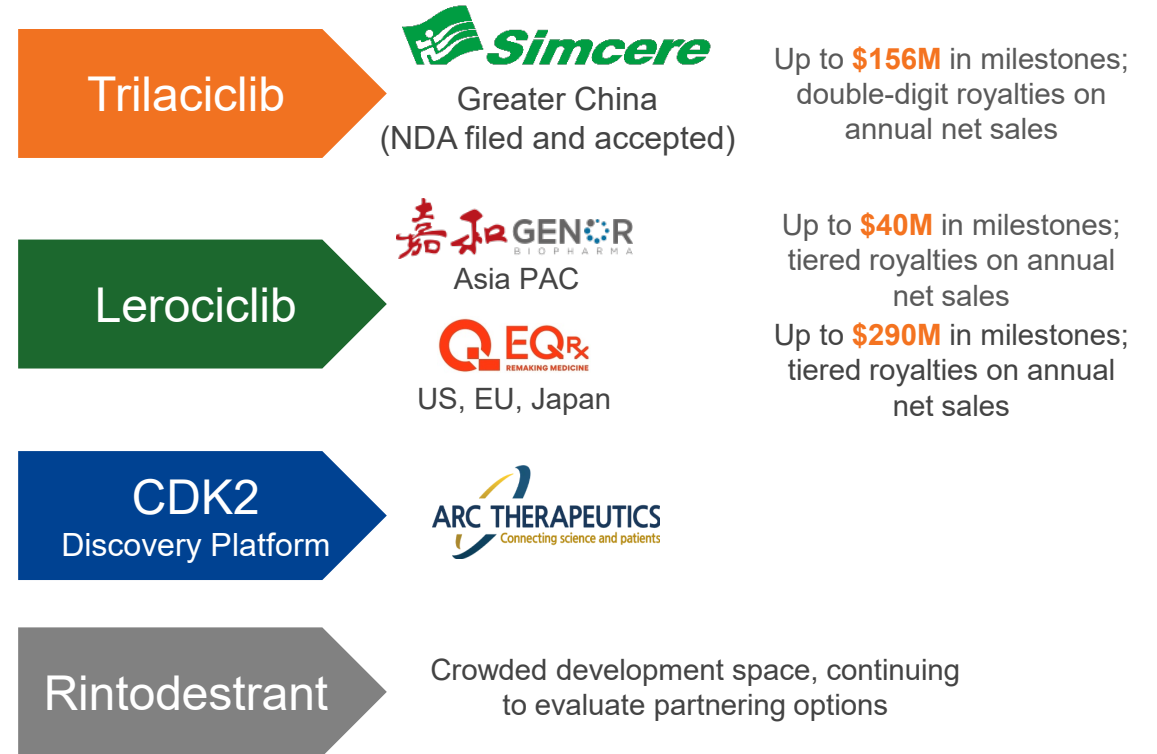 Trilaciclib
Simcere
Greater China
(NDA filed and accepted)
Up to $156M in milestones;
double-digit royalties on
annual net sales
Lerociclib
嘉和 GENOR
BIOPHARMA
Asia PAC
Up to $40M in milestones;
tiered royalties on annual
net sales
EQRx
REMAKING MEDICINE
US, EU, Japan
Up to $290M in milestones;
tiered royalties on annual
net sales
CDK2
Discovery Platform
ARC THERAPEUTICS
Connecting science and patients
Rintodestrant
Crowded development space, continuing
to evaluate partnering options